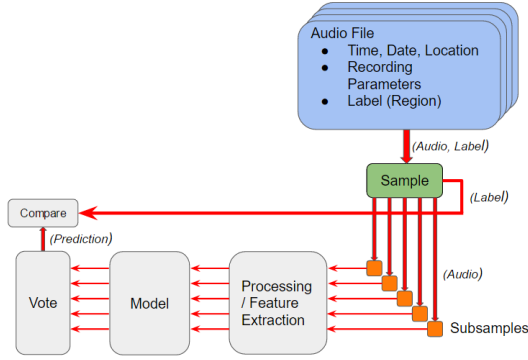 Audio File
● Time, Date, Location
● Recording
Parameters
● Label (Region)
(Audio, Label)
Sample
(Label)
Compare
(Prediction)
(Audio)
Vote
Model
Processing
/ Feature
Extraction
Subsamples